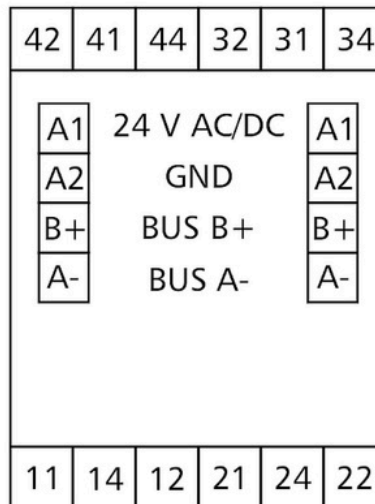 42 41 44 32 31 34
A1 24 V AC/DC A1
A2 GND A2
B+ BUS B+ B+
A- BUS A- A-
11 14 12 21 24 22